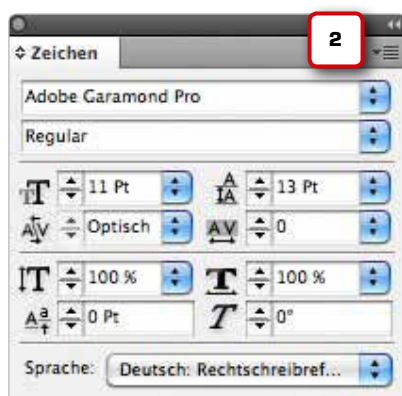 2
Zeichen
Adobe Garamond Pro
Regular
11 Pt 13 Pt
Optisch 0
100 % 100 %
0 Pt 0°
Sprache: Deutsch: Rechtschreibref...